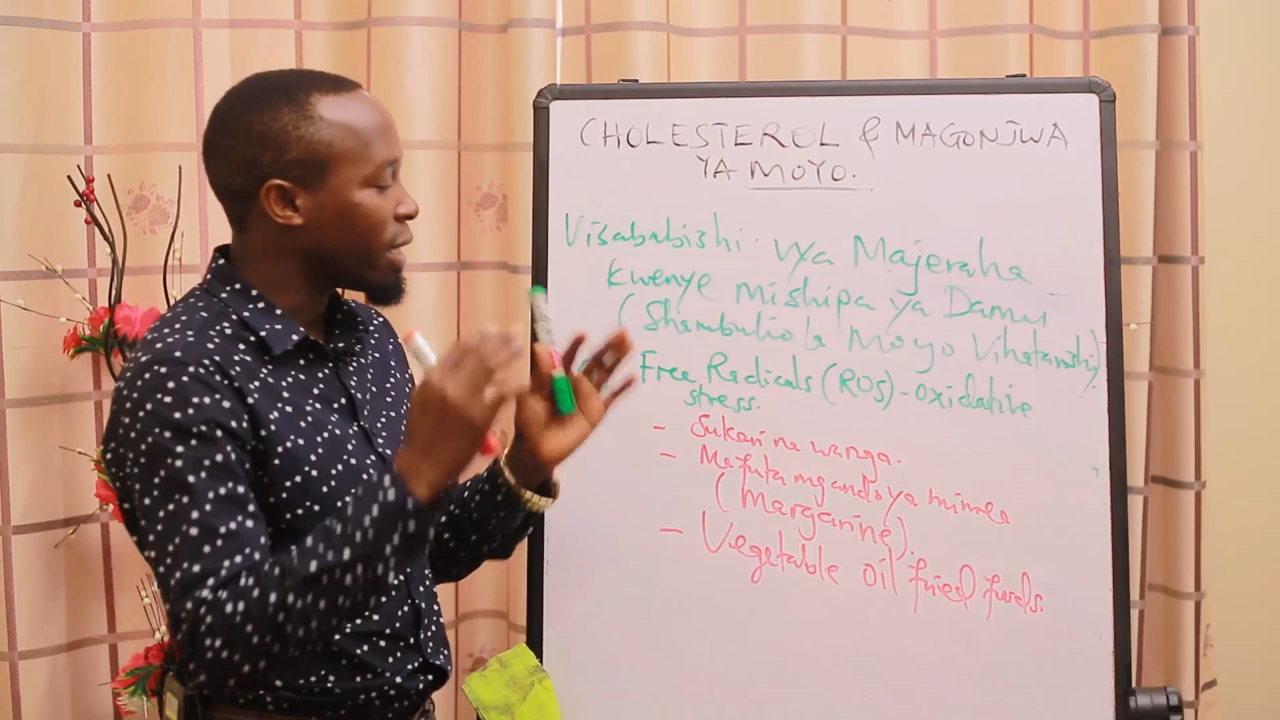 CHOLESTEROL & MAGONJWA
YA MOYO.
Visababishi vya Majeraha
kwenye mishipa ya Damu
(Shambulio la Moyo Vihatarishi)
Free Radicals (ROS) - Oxidative
stress.
- Sukari na wanga.
- Mafuta mgando ya mimea
(Margarine).
- Vegetable oil fried foods.